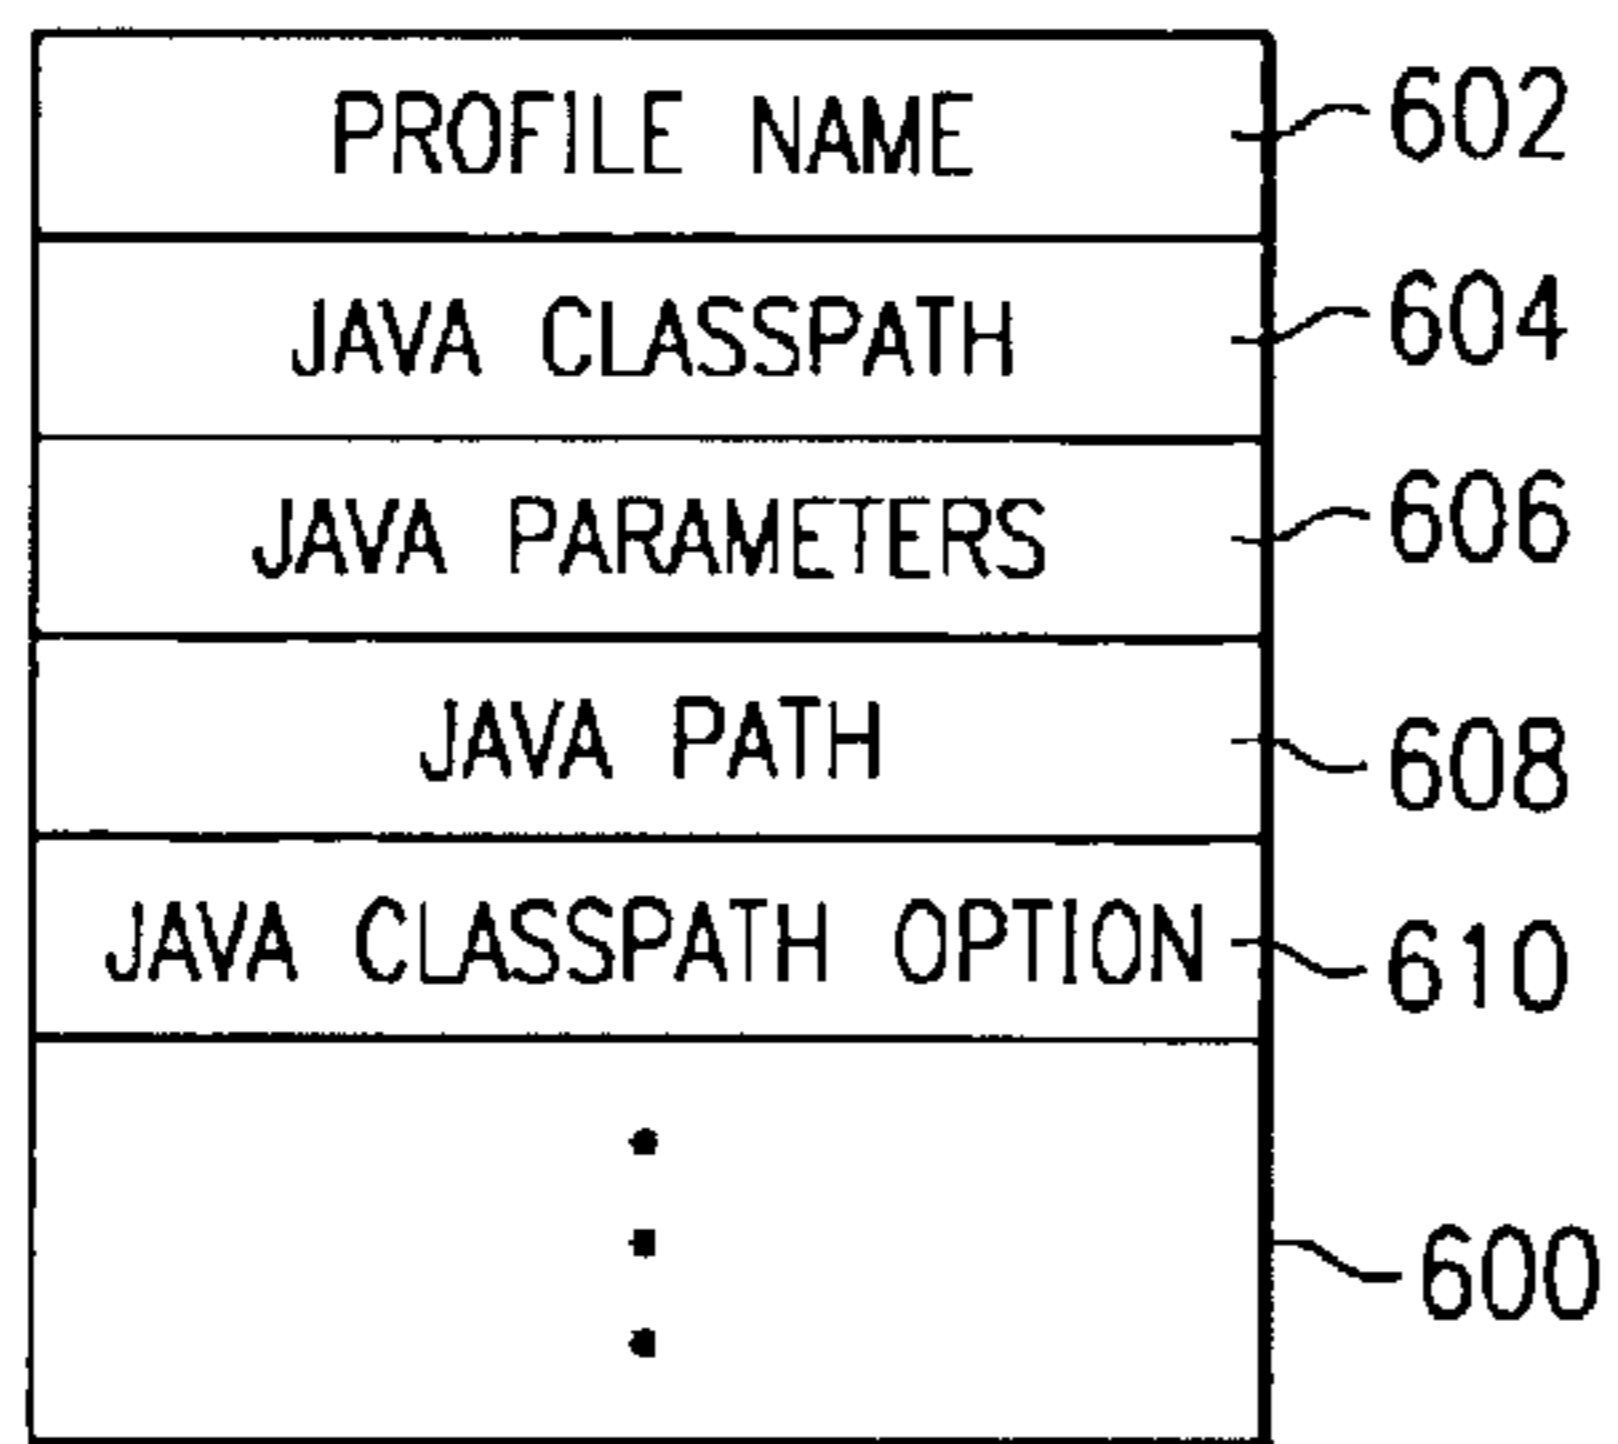 PROFILE NAME 602
JAVA CLASSPATH 604
JAVA PARAMETERS 606
JAVA PATH 608
JAVA CLASSPATH OPTION 610
600